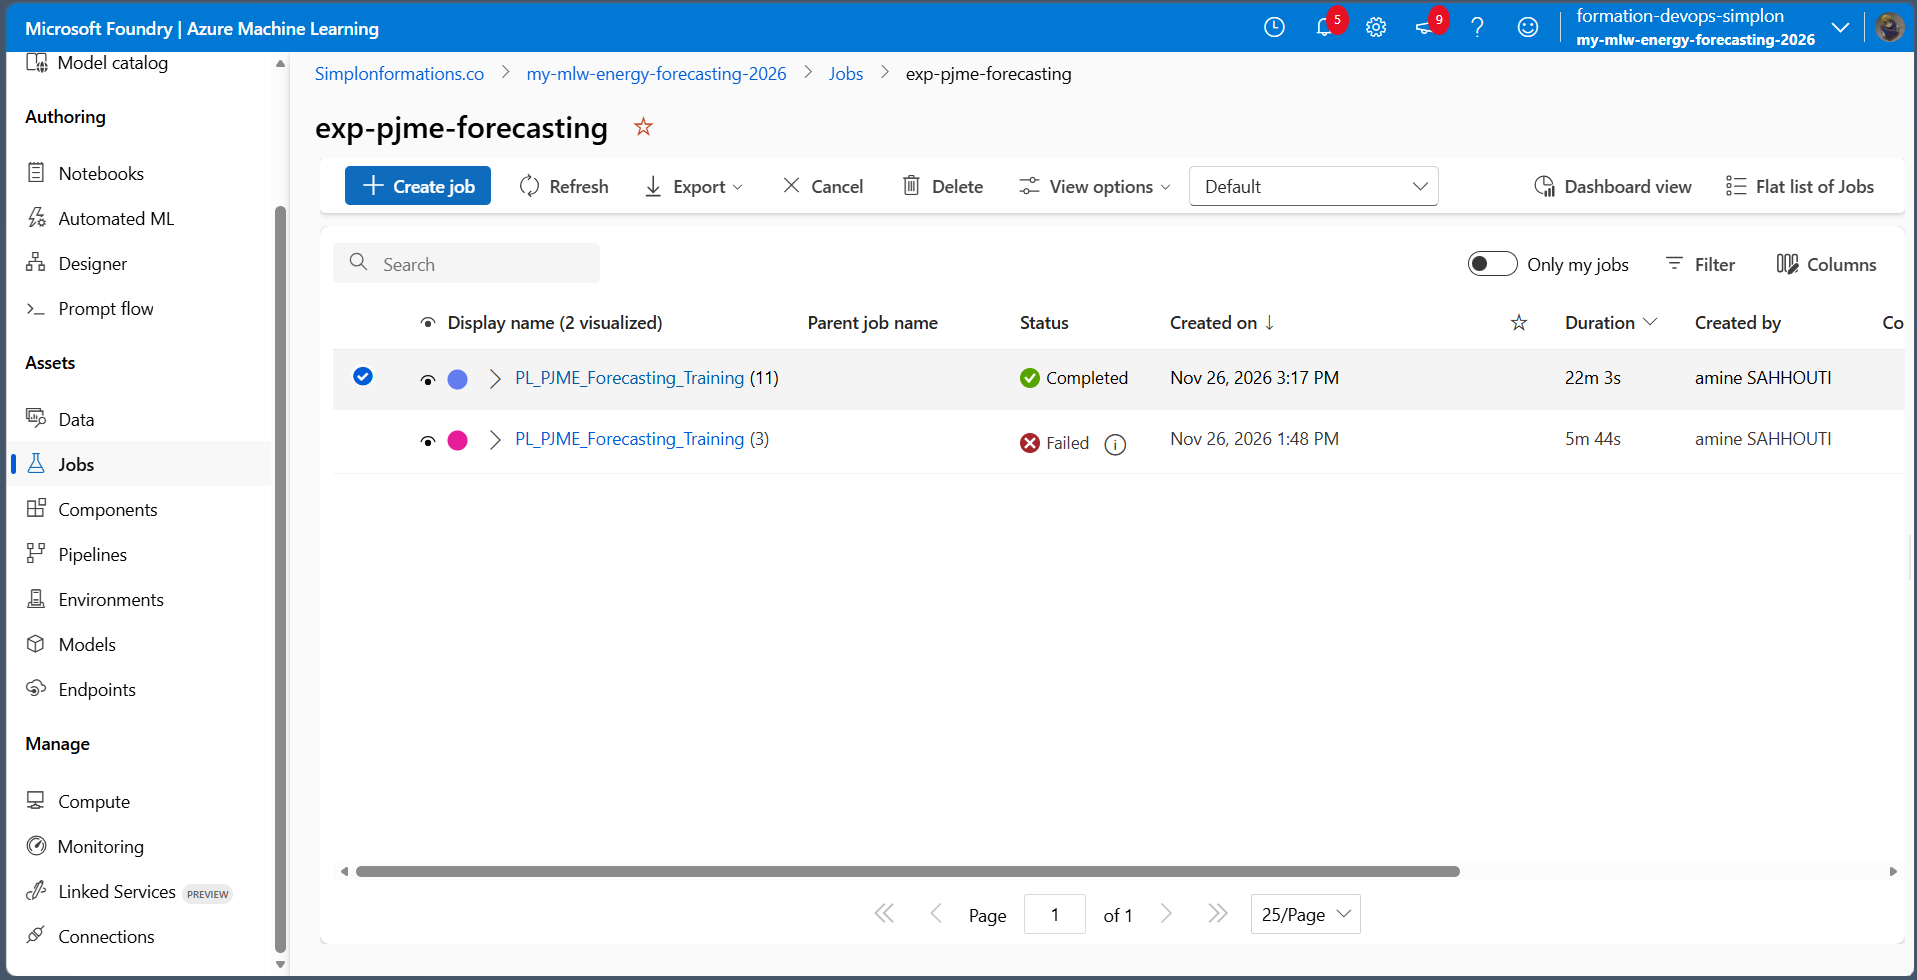 Microsoft Foundry | Azure Machine Learning
5
9
formation-devops-simplon
my-mlw-energy-forecasting-2026
Model catalog
Authoring
Notebooks
Automated ML
Designer
Prompt flow
Assets
Data
Jobs
Components
Pipelines
Environments
Models
Endpoints
Manage
Compute
Monitoring
Linked Services PREVIEW
Connections
Simplonformations.co > my-mlw-energy-forecasting-2026 > Jobs > exp-pjme-forecasting
exp-pjme-forecasting
Create job Refresh Export Cancel Delete View options Default Dashboard view Flat list of Jobs
Search Only my jobs Filter Columns
Display name (2 visualized) Parent job name Status Created on ↓ Duration Created by Co
PL_PJME_Forecasting_Training (11) Completed Nov 26, 2026 3:17 PM 22m 3s amine SAHHOUTI
PL_PJME_Forecasting_Training (3) Failed Nov 26, 2026 1:48 PM 5m 44s amine SAHHOUTI
Page 1 of 1 25/Page